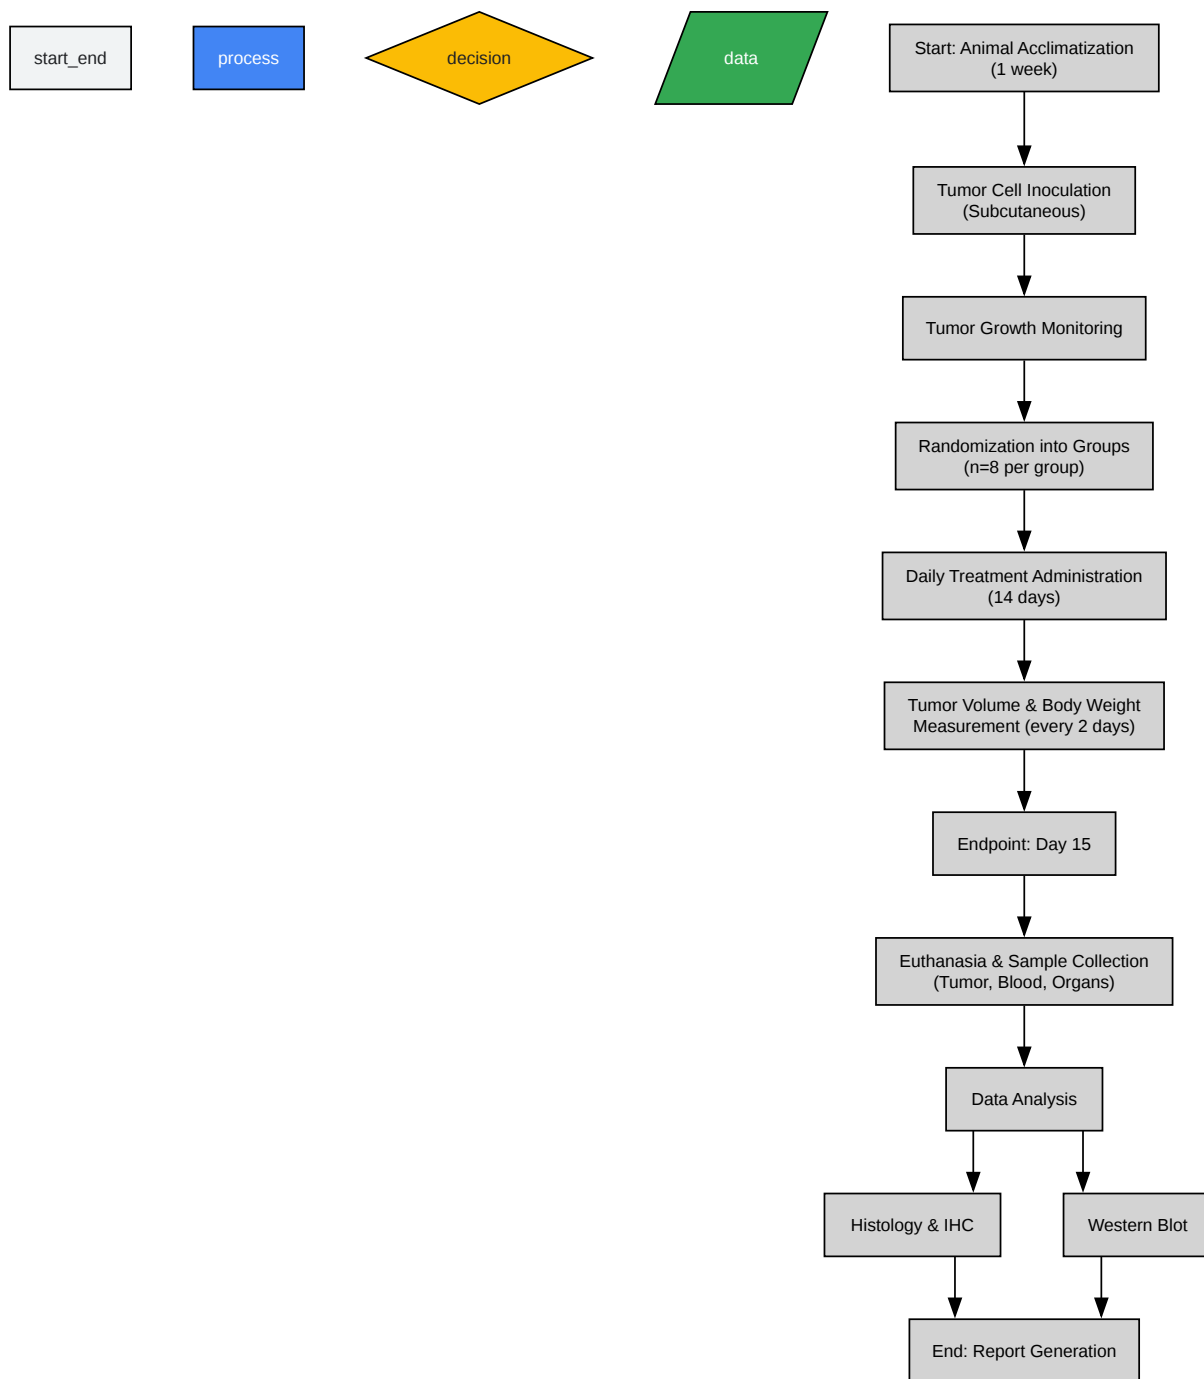 start_end
process
decision
data
Start: Animal Acclimatization
(1 week)
Tumor Cell Inoculation
(Subcutaneous)
Tumor Growth Monitoring
Randomization into Groups
(n=8 per group)
Daily Treatment Administration
(14 days)
Tumor Volume & Body Weight
Measurement (every 2 days)
Endpoint: Day 15
Euthanasia & Sample Collection
(Tumor, Blood, Organs)
Data Analysis
Histology & IHC
Western Blot
End: Report Generation